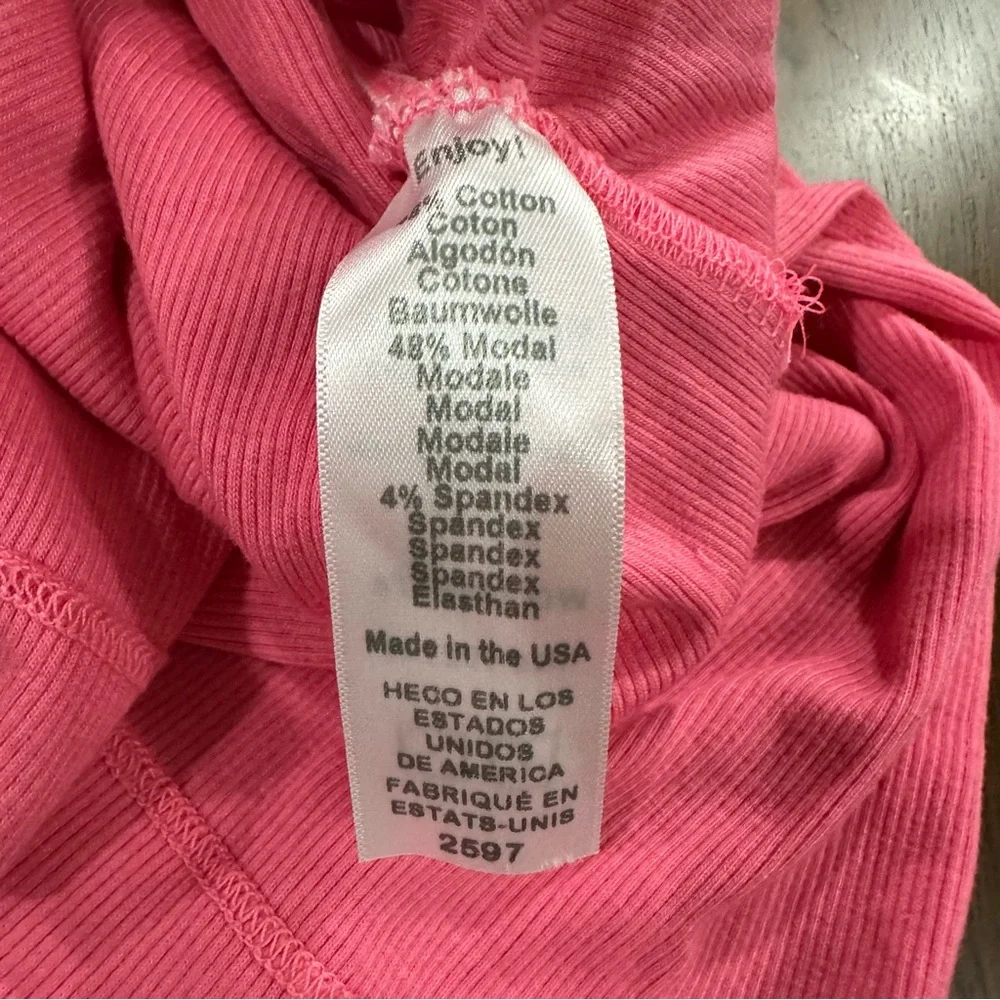 Enjoy!
% Cotton
Coton
Algodón
Cotone
Baumwolle
48% Modal
Modale
Modal
Modale
Modal
4% Spandex
Spandex
Spandex
Spandex
Elasthan
Made in the USA
HECO EN LOS
ESTADOS
UNIDOS
DE AMERICA
FABRIQUÉ EN
ESTATS-UNIS
2597